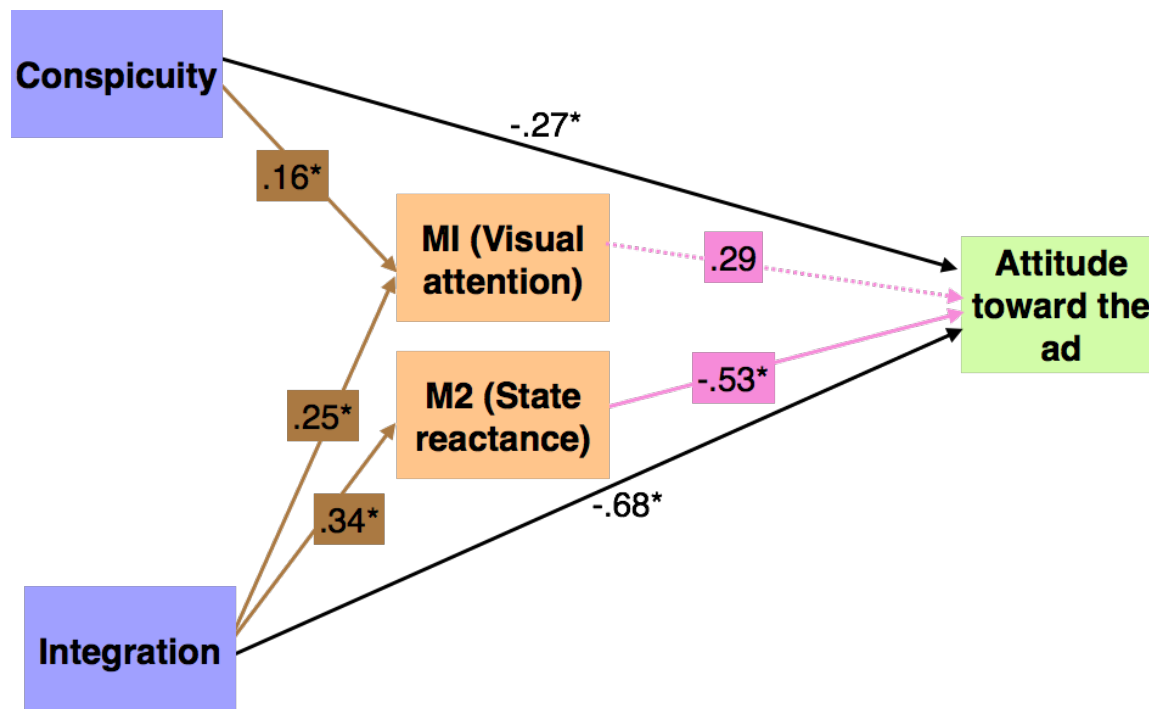 Conspicuity
-.27*
.16*
MI (Visual
attention)
.29
Attitude
toward the
ad
M2 (State
reactance)
-.53*
.25*
.34*
-.68*
Integration